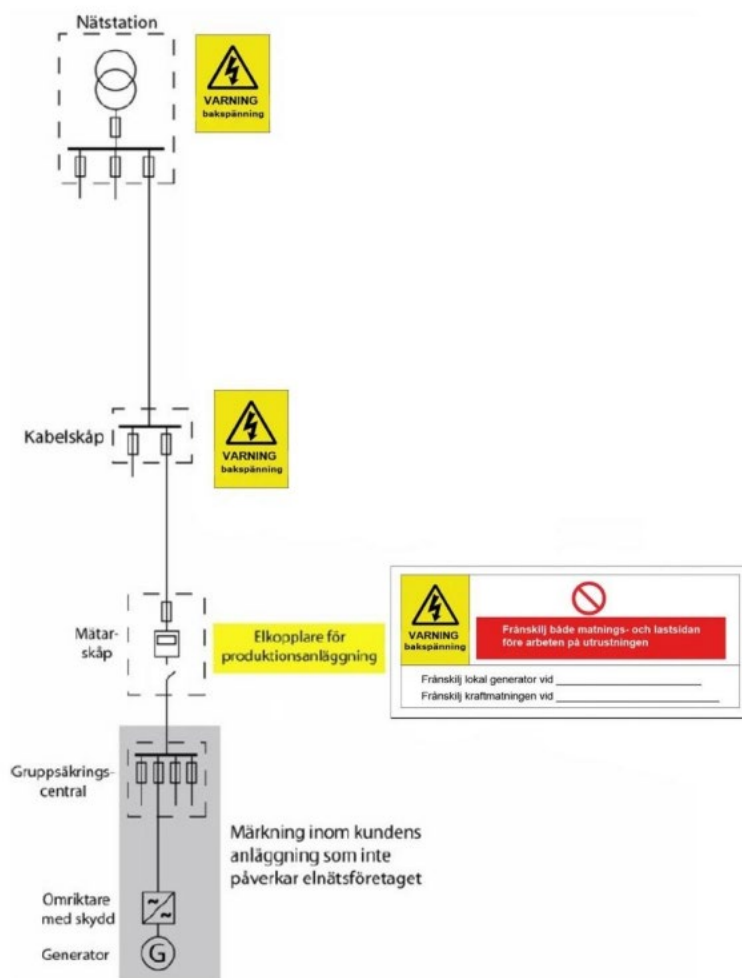 Nätstation
VARNING
bakspänning
Kabelskåp
VARNING
bakspänning
Mätar-
skåp
Elkopplare för
produktionsanläggning
VARNING
bakspänning
Frånskilj både matnings- och lastsidan
före arbeten på utrustningen
Frånskilj lokal generator vid
Frånskilj kraftmatningen vid
Gruppsäkrings-
central
Märkning inom kundens
anläggning som inte
påverkar elnätsföretaget
Omriktare
med skydd
Generator
G